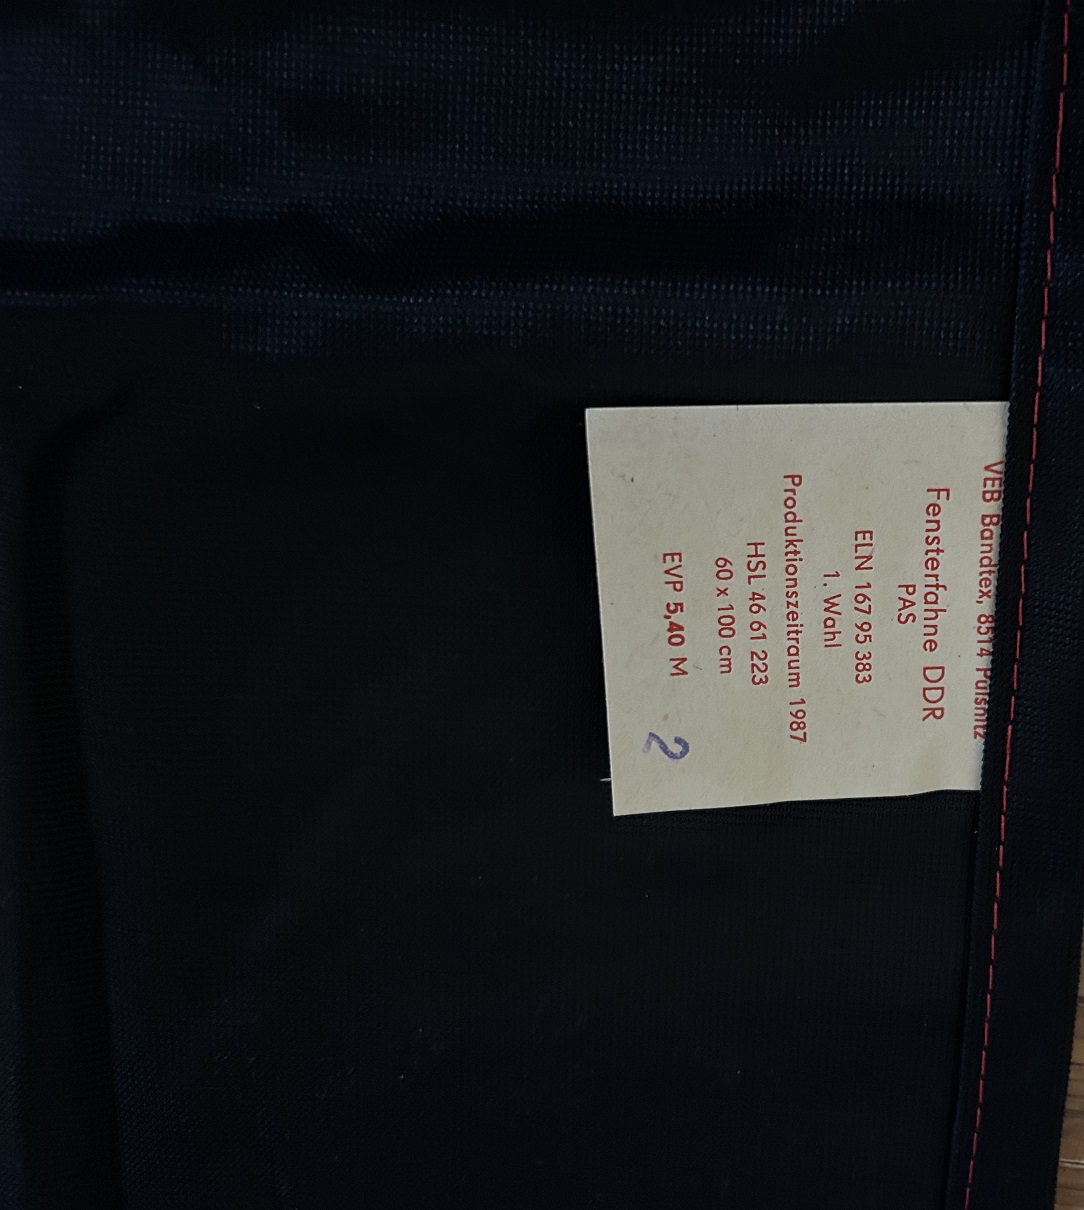 VEB Bandtex, 8514 Pulsnitz
Fensterfahne DDR
PAS
ELN 167 95 383
1. Wahl
Produktionszeitraum 1987
HSL 46 61 223
60 x 100 cm
EVP 5,40 M
2